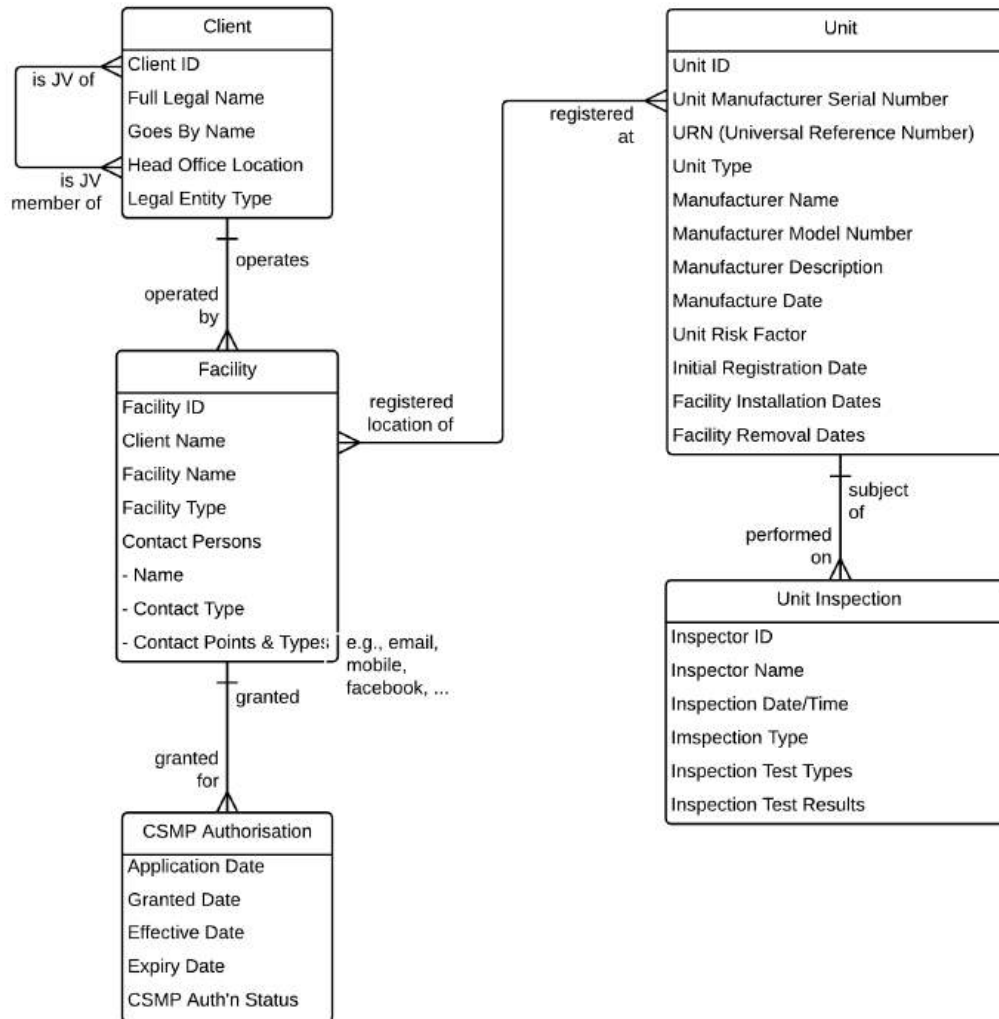 Client
Client ID
Full Legal Name
Goes By Name
Head Office Location
Legal Entity Type
is JV of
is JV
member of
operates
operated
by
Facility
Facility ID
Client Name
Facility Name
Facility Type
Contact Persons
- Name
- Contact Type
- Contact Points & Types
e.g., email,
mobile,
facebook, ...
registered
location of
registered
at
granted
granted
for
CSMP Authorisation
Application Date
Granted Date
Effective Date
Expiry Date
CSMP Auth'n Status
Unit
Unit ID
Unit Manufacturer Serial Number
URN (Universal Reference Number)
Unit Type
Manufacturer Name
Manufacturer Model Number
Manufacturer Description
Manufacture Date
Unit Risk Factor
Initial Registration Date
Facility Installation Dates
Facility Removal Dates
subject
of
performed
on
Unit Inspection
Inspector ID
Inspector Name
Inspection Date/Time
Imspection Type
Inspection Test Types
Inspection Test Results